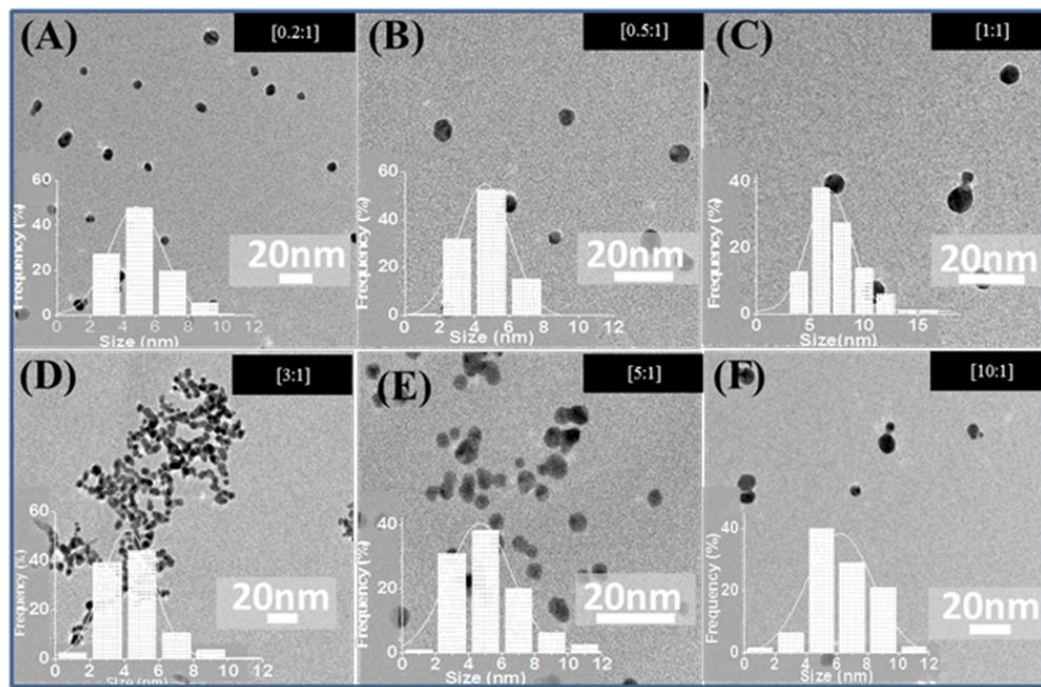 (A) [0.2:1]
60
40
20
0
Frequency (%)
0 2 4 6 8 10 12
Size (nm)
20nm
(B) [0.5:1]
60
40
20
0
Frequency (%)
0 2 4 6 8 10 12
Size (nm)
20nm
(C) [1:1]
40
20
0
Frequency (%)
0 5 10 15
Size(nm)
20nm
(D) [3:1]
60
40
20
0
Frequency (%)
0 2 4 6 8 10 12
Size (nm)
20nm
(E) [5:1]
40
20
0
Frequency (%)
0 2 4 6 8 10 12
Size (nm)
20nm
(F) [10:1]
40
20
0
Frequency (%)
0 2 4 6 8 10 12
Size (nm)
20nm